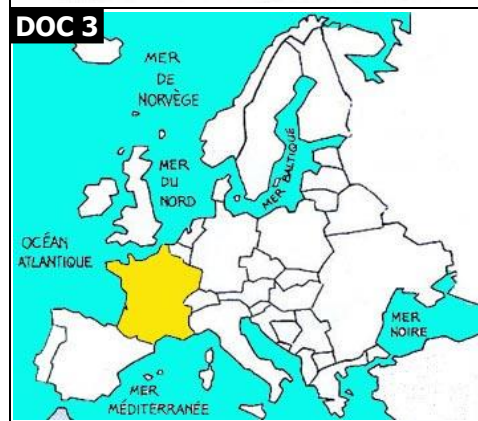 DOC 3
MER
DE
NORVÈGE
MER
DU
NORD
MER BALTIQUE
OCÉAN
ATLANTIQUE
MER
NOIRE
MER
MÉDITERRANÉE